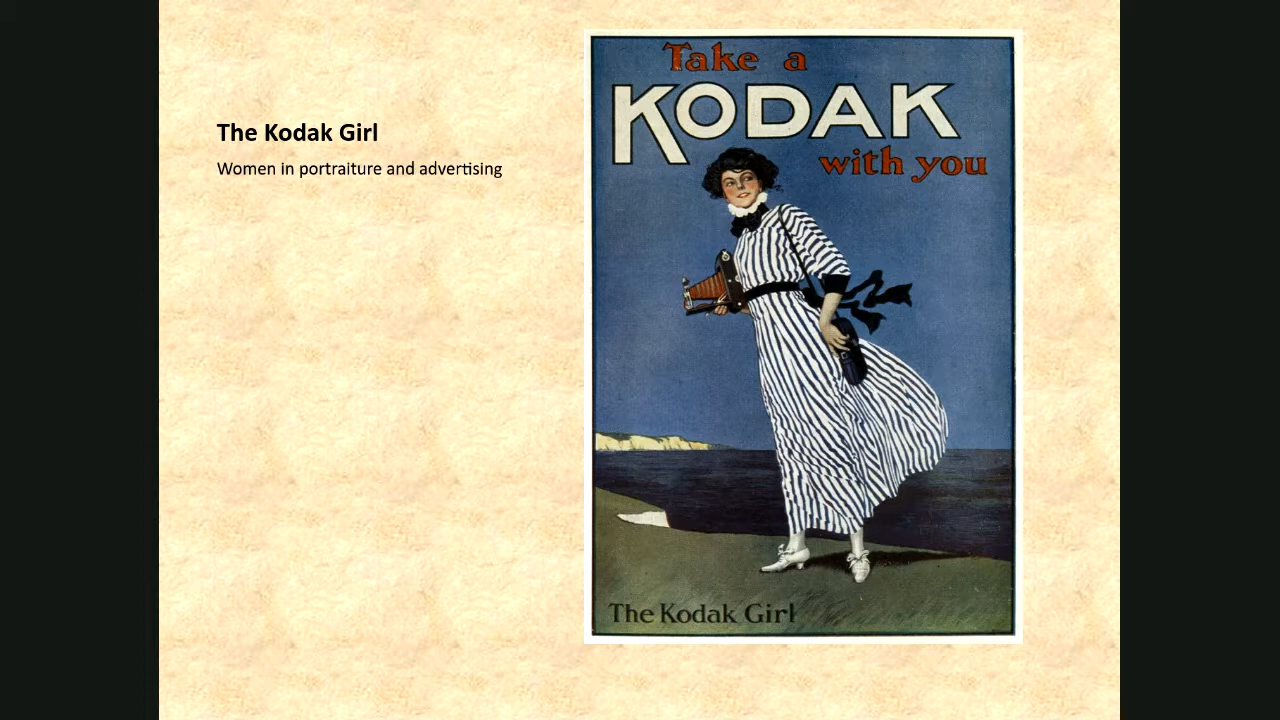 The Kodak Girl
Women in portraiture and advertising
Take a
KODAK
with you
The Kodak Girl